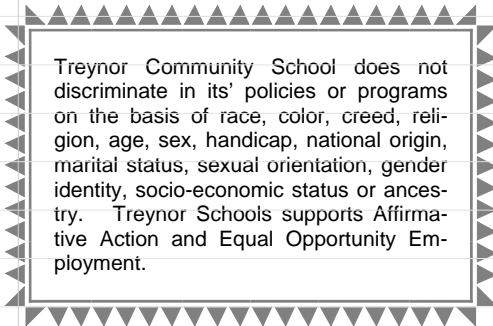 Treynor Community School does not
discriminate in its' policies or programs
on the basis of race, color, creed, reli-
gion, age, sex, handicap, national origin,
marital status, sexual orientation, gender
identity, socio-economic status or ances-
try. Treynor Schools supports Affirma-
tive Action and Equal Opportunity Em-
ployment.